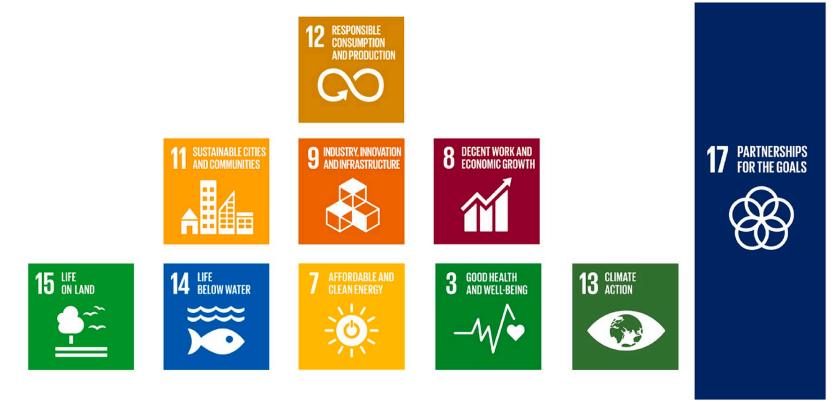 12 RESPONSIBLE
CONSUMPTION
AND PRODUCTION
11 SUSTAINABLE CITIES
AND COMMUNITIES
9 INDUSTRY, INNOVATION
AND INFRASTRUCTURE
8 DECENT WORK AND
ECONOMIC GROWTH
17 PARTNERSHIPS
FOR THE GOALS
15 LIFE
ON LAND
14 LIFE
BELOW WATER
7 AFFORDABLE AND
CLEAN ENERGY
3 GOOD HEALTH
AND WELL-BEING
13 CLIMATE
ACTION